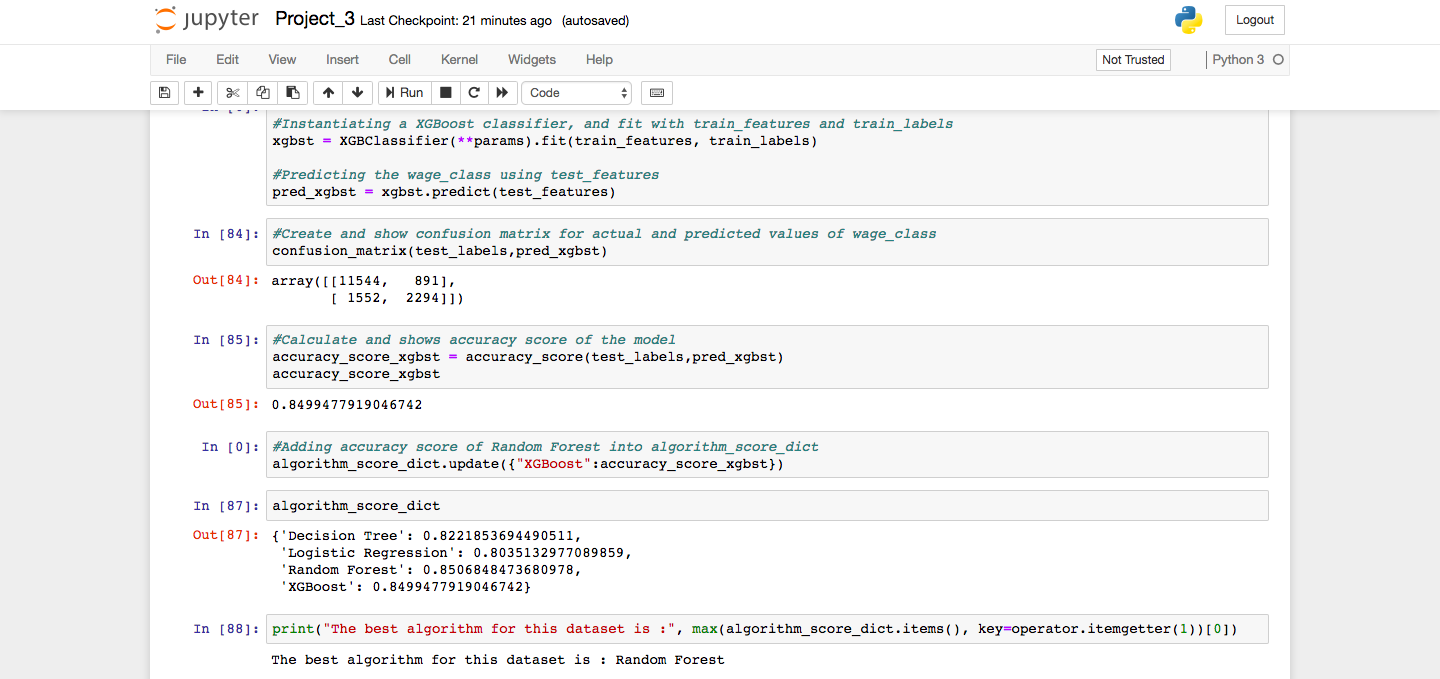 jupyter Project_3 Last Checkpoint: 21 minutes ago (autosaved)
Logout
File Edit View Insert Cell Kernel Widgets Help
Not Trusted
Python 3
Run
Code
#Instantiating a XGBoost classifier, and fit with train_features and train_labels
xgbst = XGBClassifier(**params).fit(train_features, train_labels)
#Predicting the wage_class using test_features
pred_xgbst = xgbst.predict(test_features)
In [84]: #Create and show confusion matrix for actual and predicted values of wage_class
confusion_matrix(test_labels,pred_xgbst)
Out[84]: array([[11544,   891],
       [ 1552,  2294]])
In [85]: #Calculate and shows accuracy score of the model
accuracy_score_xgbst = accuracy_score(test_labels,pred_xgbst)
accuracy_score_xgbst
Out[85]: 0.8499477919046742
In [0]: #Adding accuracy score of Random Forest into algorithm_score_dict
algorithm_score_dict.update({"XGBoost":accuracy_score_xgbst})
In [87]: algorithm_score_dict
Out[87]: {'Decision Tree': 0.8221853694490511,
 'Logistic Regression': 0.8035132977089859,
 'Random Forest': 0.8506848473680978,
 'XGBoost': 0.8499477919046742}
In [88]: print("The best algorithm for this dataset is :", max(algorithm_score_dict.items(), key=operator.itemgetter(1))[0])
The best algorithm for this dataset is : Random Forest